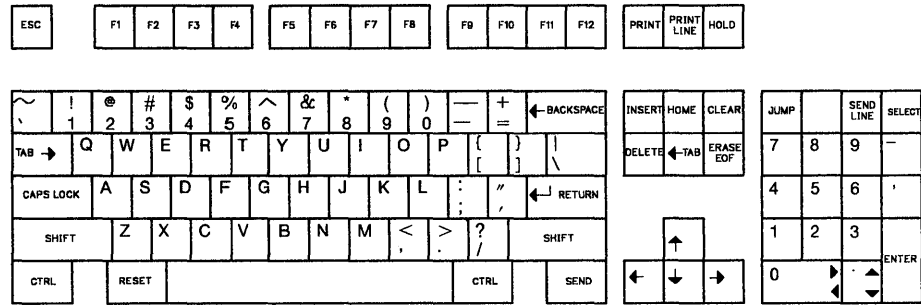 ESC F1 F2 F3 F4 F5 F6 F7 F8 F9 F10 F11 F12 PRINT PRINT LINE HOLD
~ ! @ # $ % ^ & * ( ) — +
` 1 2 3 4 5 6 7 8 9 0 — = ← BACKSPACE INSERT HOME CLEAR JUMP SEND LINE SELECT
TAB → Q W E R T Y U I O P { [ } ] | \ DELETE ← TAB ERASE EOF 7 8 9 —
CAPS LOCK A S D F G H J K L : ; " ' ↵ RETURN 4 5 6 ,
SHIFT Z X C V B N M < , > . ? / SHIFT ↑ 1 2 3 ENTER
CTRL RESET CTRL SEND ← ↓ → 0 ▶ ◀ . ▲ ▼